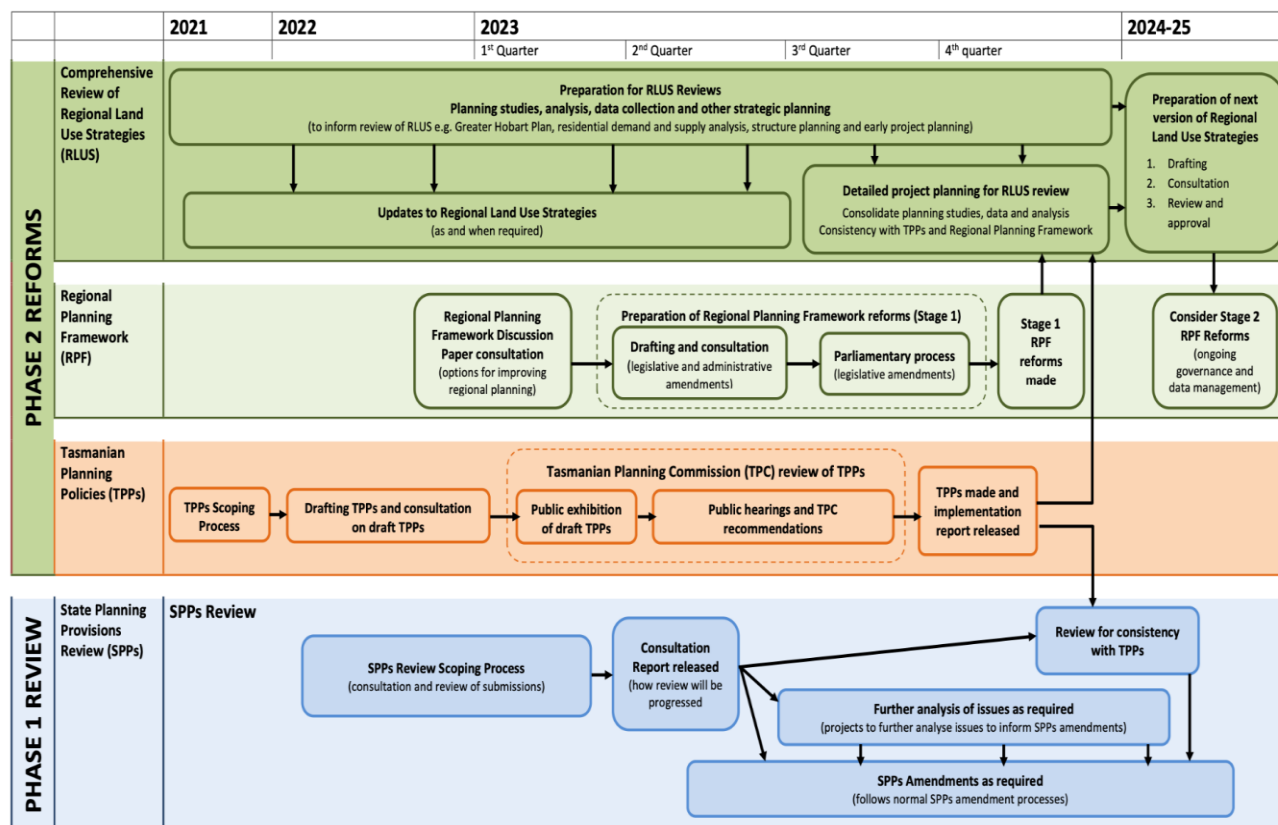 2021
2022
2023
2024-25
1st Quarter
2nd Quarter
3rd Quarter
4th quarter
PHASE 2 REFORMS
Comprehensive
Review of
Regional Land
Use Strategies
(RLUS)
Preparation for RLUS Reviews
Planning studies, analysis, data collection and other strategic planning
(to inform review of RLUS e.g. Greater Hobart Plan, residential demand and supply analysis, structure planning and early project planning)
Updates to Regional Land Use Strategies
(as and when required)
Detailed project planning for RLUS review
Consolidate planning studies, data and analysis
Consistency with TPPs and Regional Planning Framework
Preparation of next
version of Regional
Land Use Strategies
1. Drafting
2. Consultation
3. Review and
approval
Regional
Planning
Framework
(RPF)
Regional Planning
Framework Discussion
Paper consultation
(options for improving
regional planning)
Preparation of Regional Planning Framework reforms (Stage 1)
Drafting and consultation
(legislative and administrative
amendments)
Parliamentary process
(legislative amendments)
Stage 1
RPF
reforms
made
Consider Stage 2
RPF Reforms
(ongoing
governance
and data
management)
Tasmanian
Planning
Policies (TPPs)
TPPs Scoping
Process
Drafting TPPs and consultation
on draft TPPs
Tasmanian Planning Commission (TPC) review of TPPs
Public exhibition
of draft TPPs
Public hearings and TPC
recommendations
TPPs made and
implementation
report released
PHASE 1 REVIEW
State Planning
Provisions
Review (SPPs)
SPPs Review
SPPs Review Scoping Process
(consultation and review of submissions)
Consultation
Report released
(how review will be
progressed
Review for consistency
with TPPs
Further analysis of issues as required
(projects to further analyse issues to inform SPPs amendments)
SPPs Amendments as required
(follows normal SPPs amendment processes)